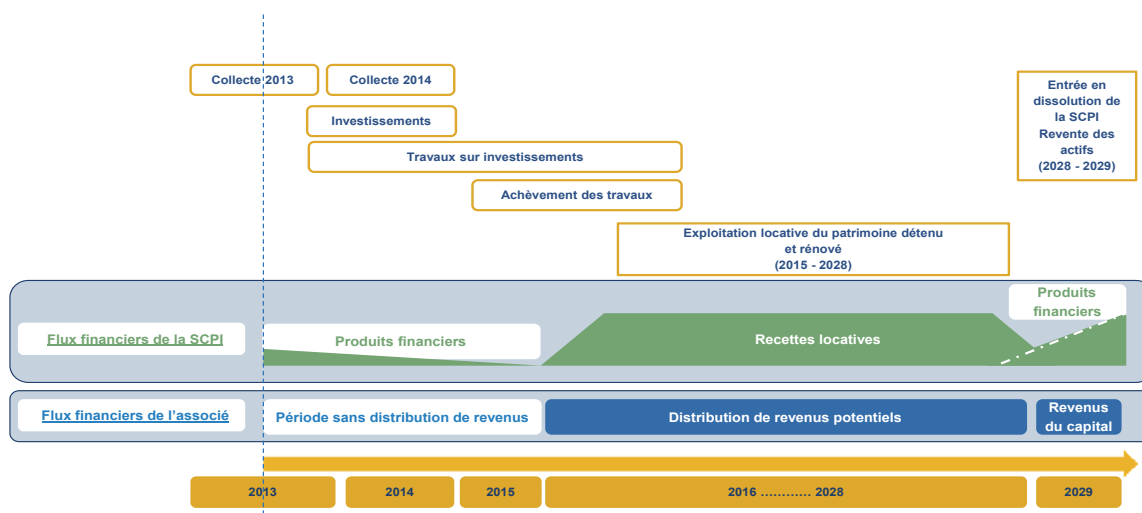 Collecte 2013
Collecte 2014
Investissements
Travaux sur investissements
Achèvement des travaux
Entrée en
dissolution de
la SCPI
Revente des
actifs
(2028 - 2029)
Exploitation locative du patrimoine détenu
et rénové
(2015 - 2028)
Flux financiers de la SCPI
Produits financiers
Recettes locatives
Produits
financiers
Flux financiers de l’associé
Période sans distribution de revenus
Distribution de revenus potentiels
Revenus
du capital
2013
2014
2015
2016 ............ 2028
2029